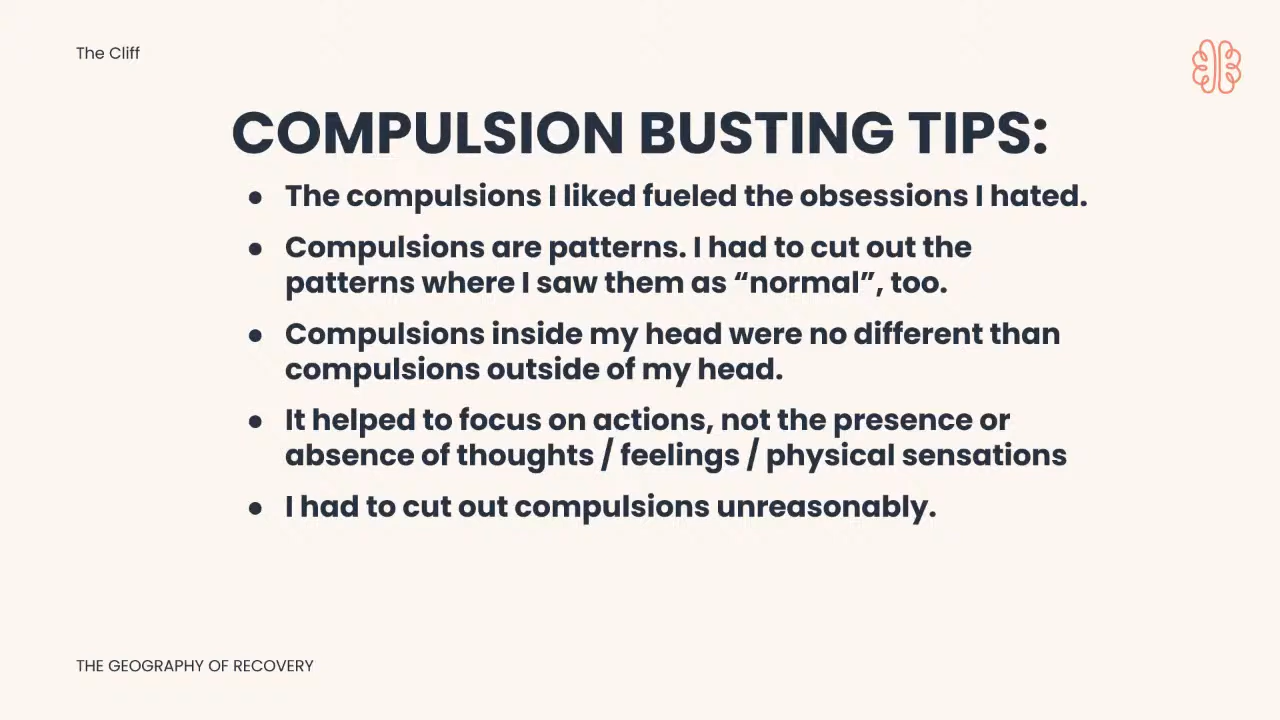 The Cliff
COMPULSION BUSTING TIPS:
● The compulsions I liked fueled the obsessions I hated.
● Compulsions are patterns. I had to cut out the
patterns where I saw them as “normal”, too.
● Compulsions inside my head were no different than
compulsions outside of my head.
● It helped to focus on actions, not the presence or
absence of thoughts / feelings / physical sensations
● I had to cut out compulsions unreasonably.
THE GEOGRAPHY OF RECOVERY